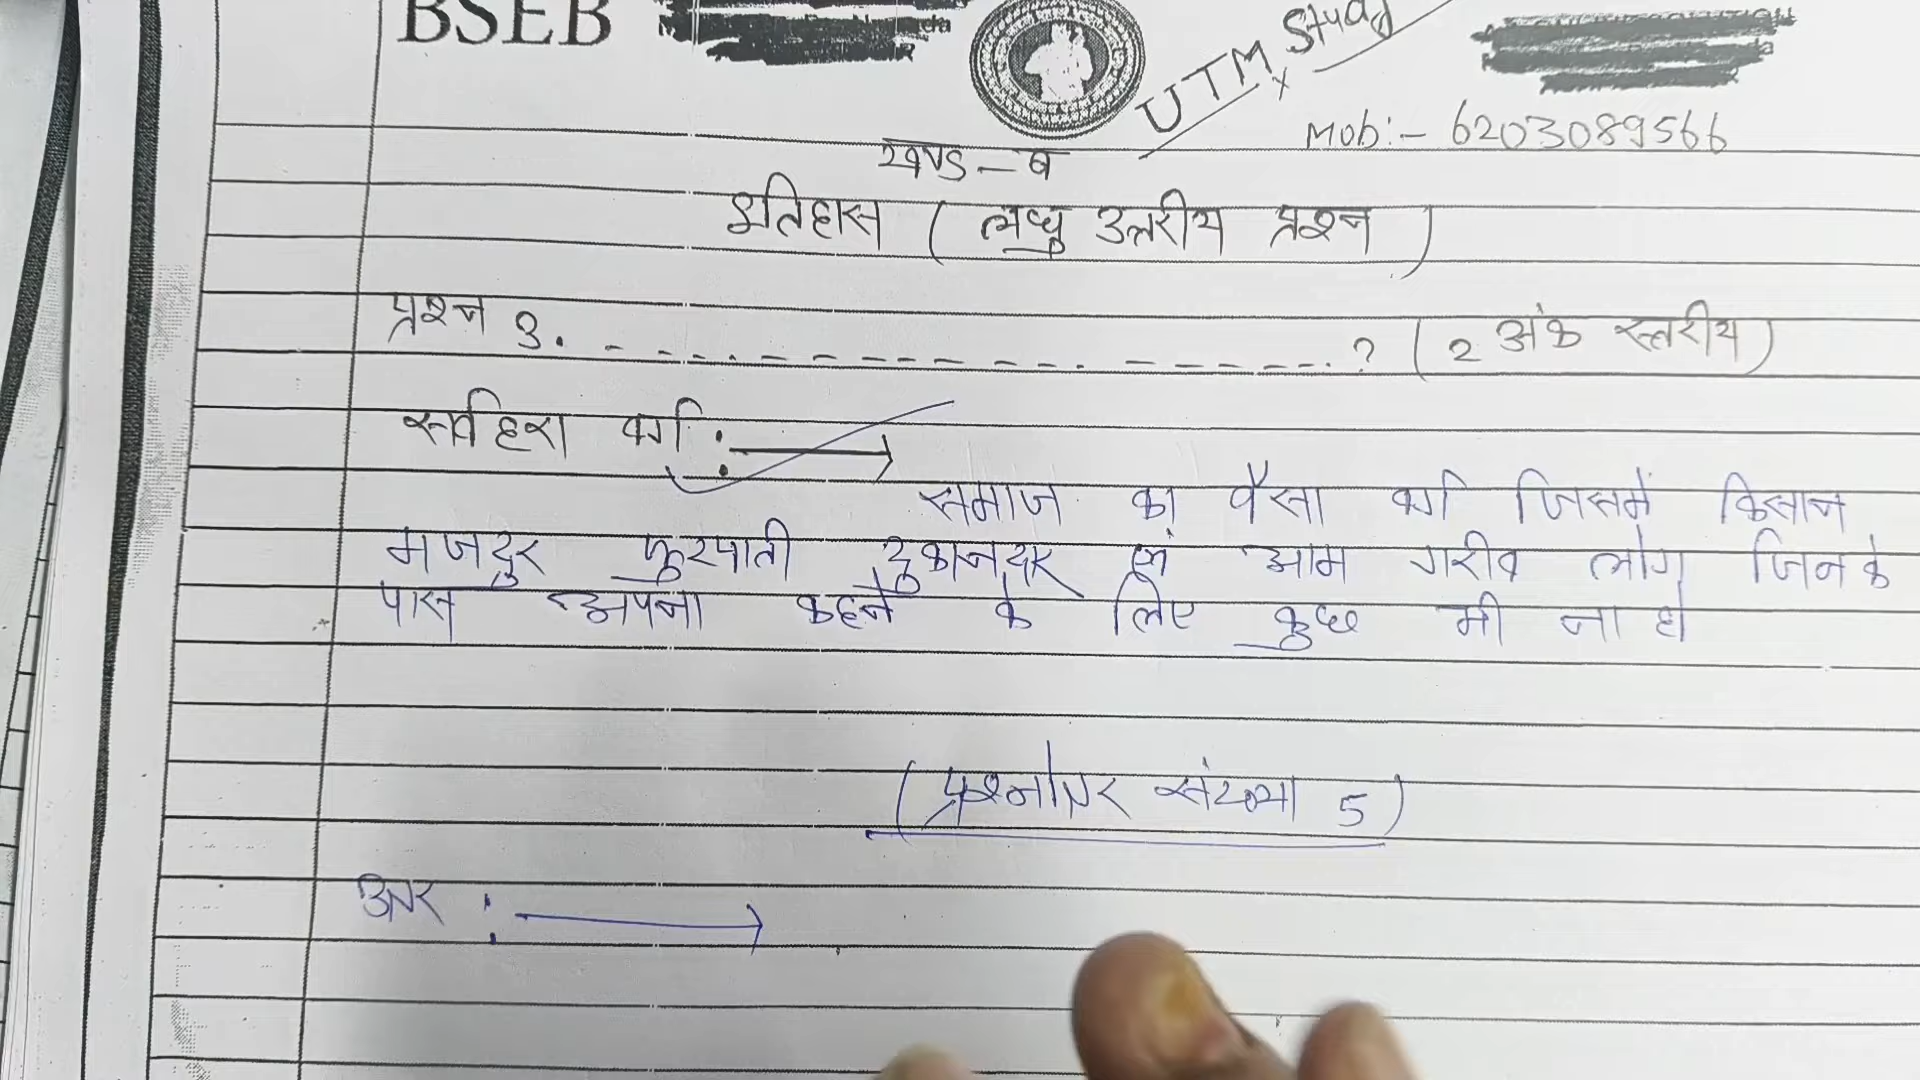 BSEB
UTM Study
Mob:- 6203089566
खण्ड - ब
इतिहास ( लघु उत्तरीय प्रश्न )
प्रश्न 3. - - - - - - - - - - - - - - ? ( 2 अंक स्तरीय )
सर्वहारा वर्ग :
समाज का वैसा वर्ग जिसमें किसान
मजदुर फुटपाती दुकानदार एवं आम गरीब लोग जिनके
पास अपना कहने के लिए कुछ भी ना हो
( प्रश्नोत्तर संख्या 5 )
उत्तर :